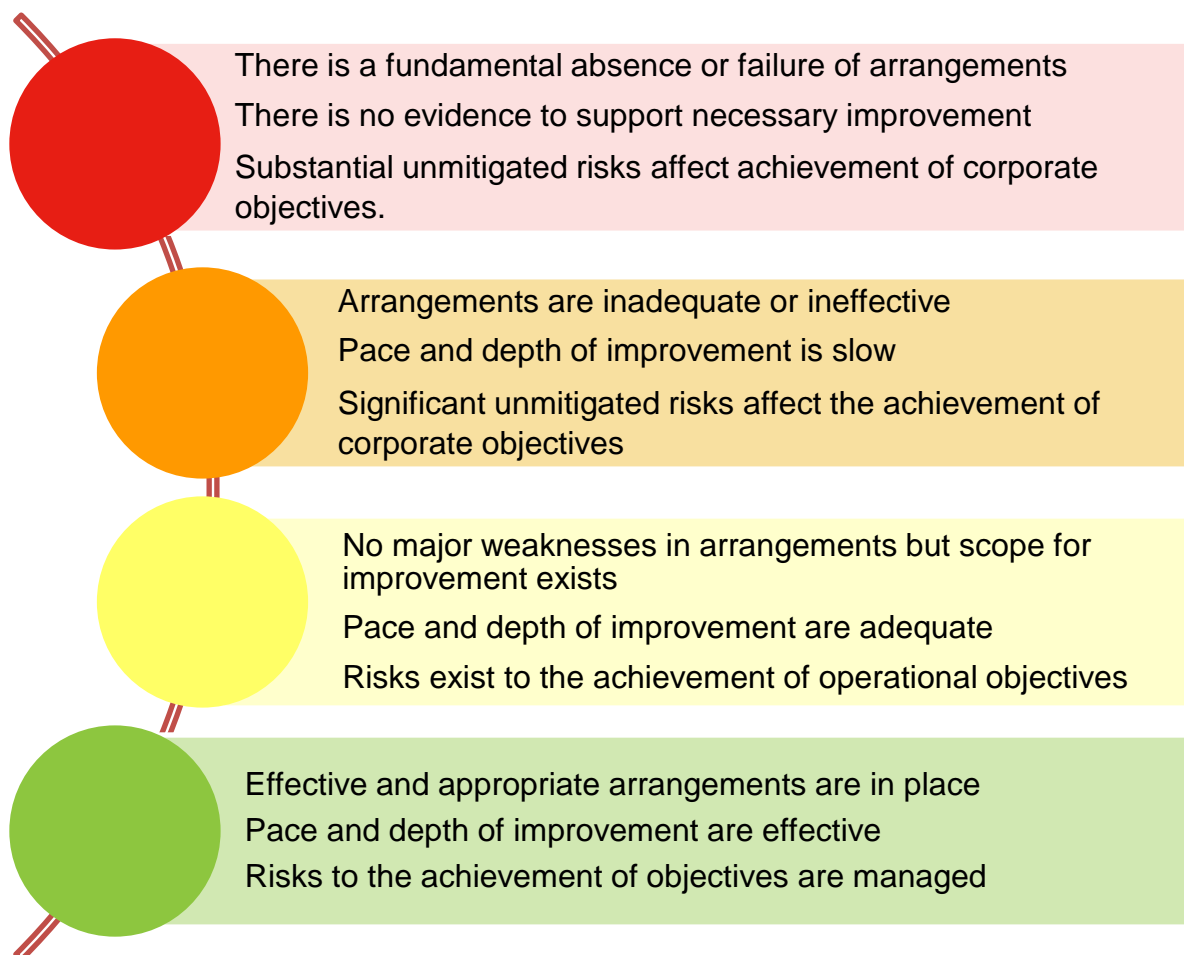 There is a fundamental absence or failure of arrangements
There is no evidence to support necessary improvement
Substantial unmitigated risks affect achievement of corporate
objectives.
Arrangements are inadequate or ineffective
Pace and depth of improvement is slow
Significant unmitigated risks affect the achievement of
corporate objectives
No major weaknesses in arrangements but scope for
improvement exists
Pace and depth of improvement are adequate
Risks exist to the achievement of operational objectives
Effective and appropriate arrangements are in place
Pace and depth of improvement are effective
Risks to the achievement of objectives are managed